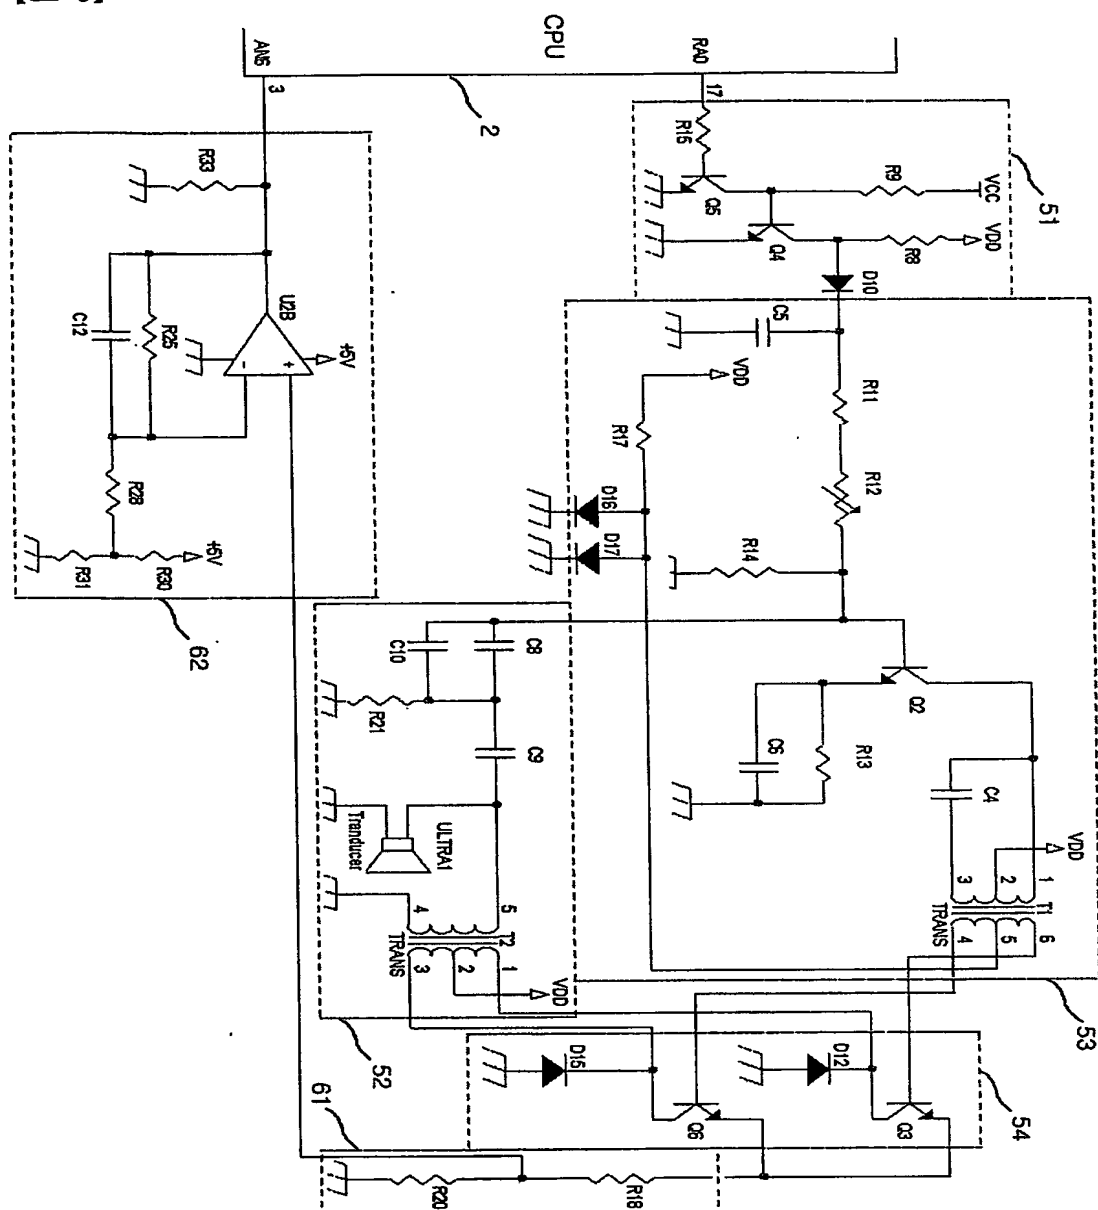 CPU
AN6
RA0
3
17
2
51
R16
Q5
R9
VCC
Q4
R8
VDD
D10
R33
U2B
+5V
C12
R25
-
+
R28
+5V
R31
R30
62
C5
VDD
R11
R17
R12
D16
D17
R14
Q2
C6
R13
C4
VDD
3
2
1
T1
TRANS
4
5
6
53
C10
C8
R21
C9
ULTRA1
Tranducer
4
5
T2
TRANS
3
2
1
VDD
52
D15
D12
Q6
Q3
54
61
R20
R18